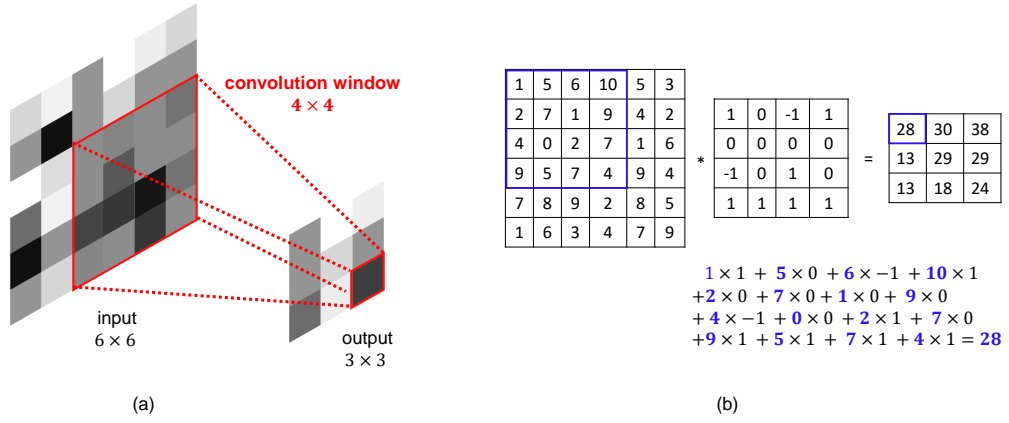 convolution window
4 × 4
input
6 × 6
output
3 × 3
(a)
1 5 6 10 5 3
2 7 1 9 4 2
4 0 2 7 1 6
9 5 7 4 9 4
7 8 9 2 8 5
1 6 3 4 7 9
*
1 0 -1 1
0 0 0 0
-1 0 1 0
1 1 1 1
=
28 30 38
13 29 29
13 18 24
1 × 1 + 5 × 0 + 6 × −1 + 10 × 1
+2 × 0 + 7 × 0 + 1 × 0 + 9 × 0
+ 4 × −1 + 0 × 0 + 2 × 1 + 7 × 0
+9 × 1 + 5 × 1 + 7 × 1 + 4 × 1 = 28
(b)